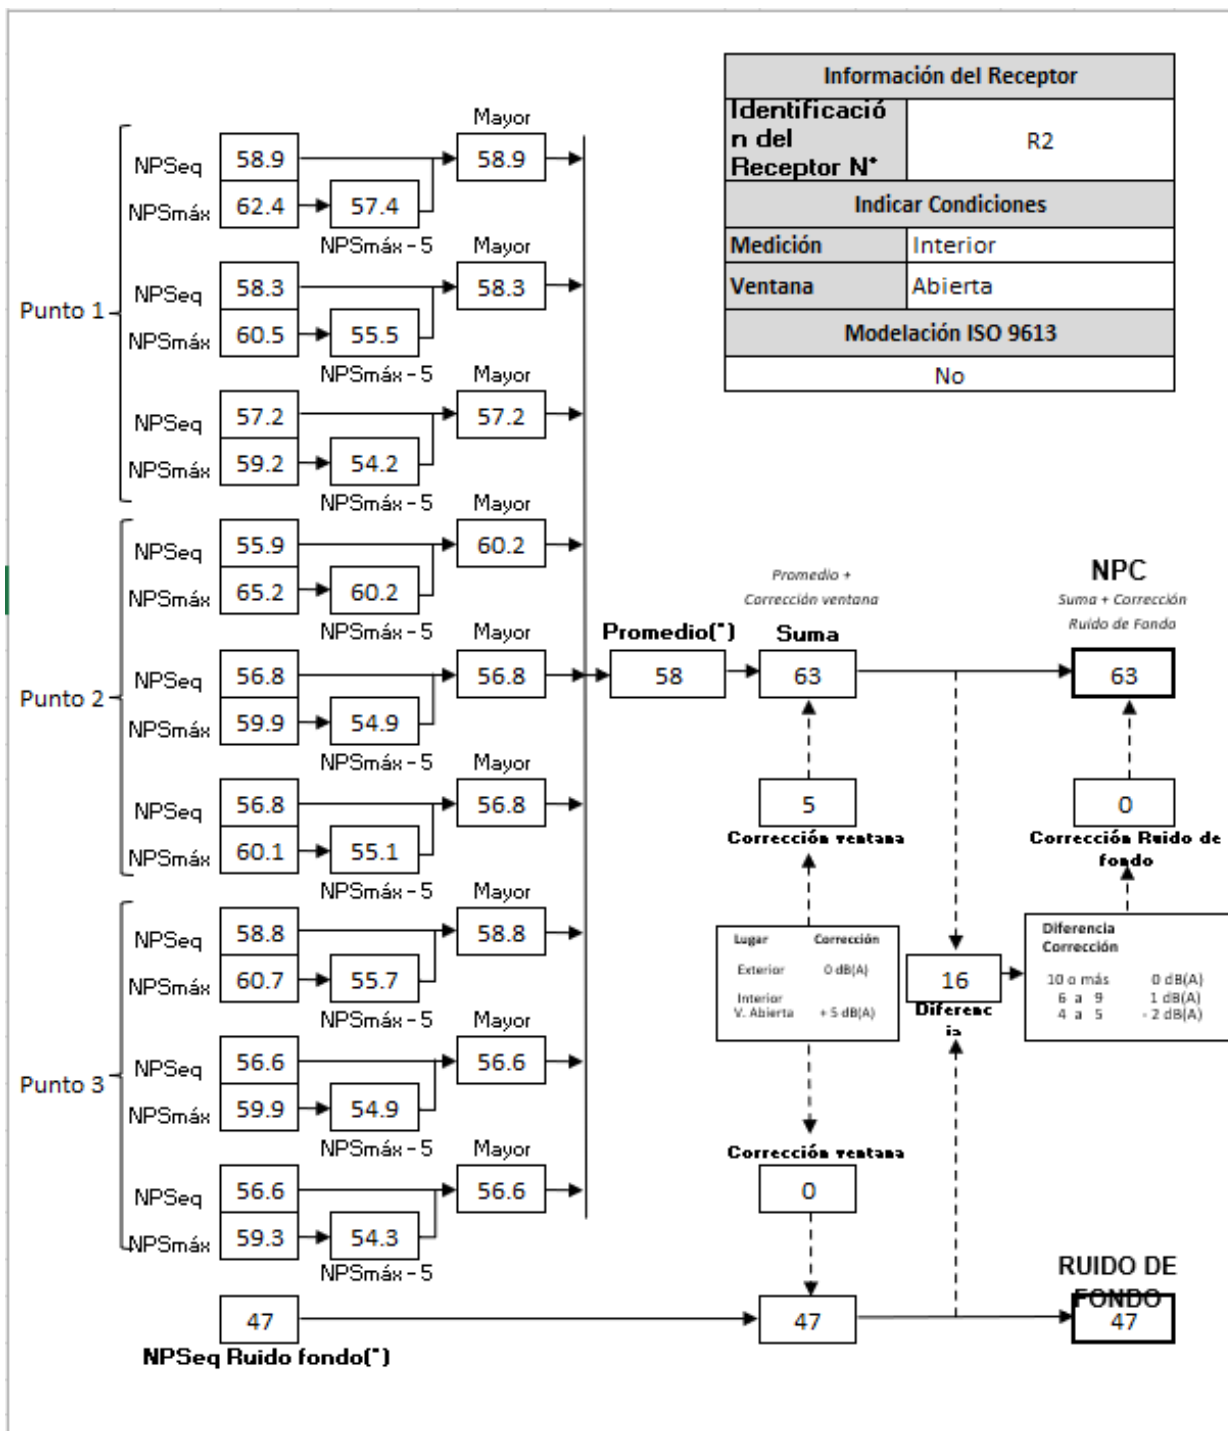 Información del Receptor
Identificació
n del
Receptor N°
R2
Indicar Condiciones
Medición
Interior
Ventana
Abierta
Modelación ISO 9613
No
Punto 1
Mayor
NPSeq
58.9
58.9
NPSmáx
62.4
57.4
NPSmáx - 5
Mayor
NPSeq
58.3
58.3
NPSmáx
60.5
55.5
NPSmáx - 5
Mayor
NPSeq
57.2
57.2
NPSmáx
59.2
54.2
NPSmáx - 5
Punto 2
Mayor
NPSeq
55.9
60.2
NPSmáx
65.2
60.2
NPSmáx - 5
Mayor
NPSeq
56.8
56.8
NPSmáx
59.9
54.9
NPSmáx - 5
Mayor
NPSeq
56.8
56.8
NPSmáx
60.1
55.1
NPSmáx - 5
Punto 3
Mayor
NPSeq
58.8
58.8
NPSmáx
60.7
55.7
NPSmáx - 5
NPSeq
56.6
56.6
NPSmáx
59.9
54.9
NPSmáx - 5
Mayor
NPSeq
56.6
56.6
NPSmáx
59.3
54.3
NPSmáx - 5
47
NPSeq Ruido fondo(*)
Promedio(*)
58
Promedio +
Corrección ventana
Suma
63
5
Corrección ventana
Lugar Corrección
Exterior 0 dB(A)
Interior
V. Abierta + 5 dB(A)
Corrección ventana
0
47
16
Diferenc
ia
NPC
Suma + Corrección
Ruido de Fondo
63
0
Corrección Ruido de
fondo
Diferencia
Corrección
10 o más 0 dB(A)
6 a 9 1 dB(A)
4 a 5 - 2 dB(A)
RUIDO DE
FONDO
47